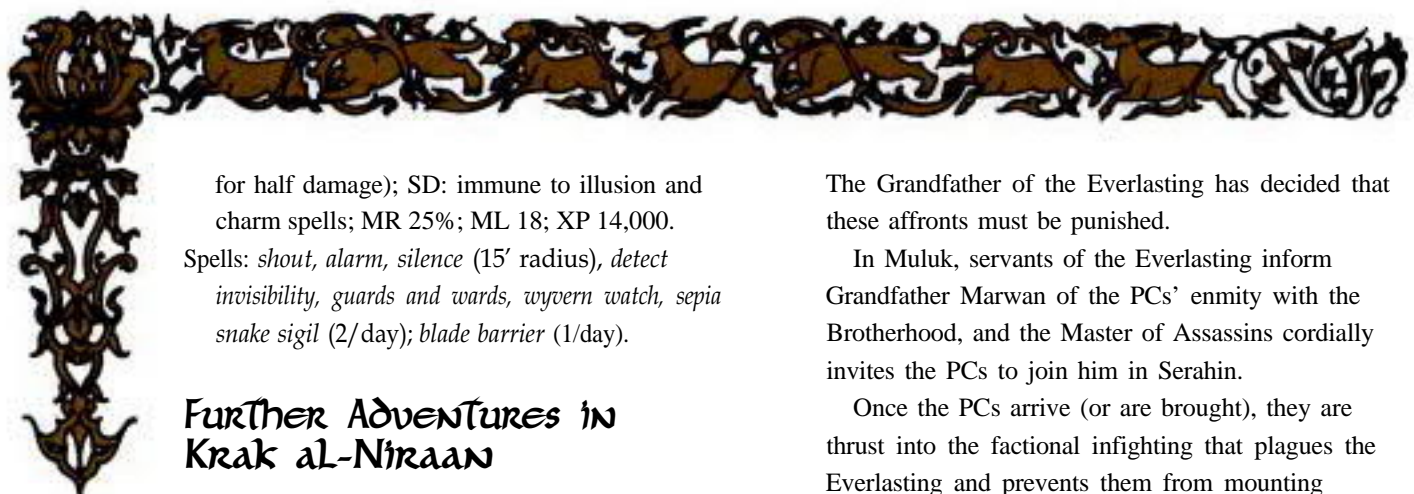 for half damage); SD: immune to illusion and
charm spells; MR 25%; ML 18; XP 14,000.
Spells: shout, alarm, silence (15′ radius), detect
invisibility, guards and wards, wyvern watch, sepia
snake sigil (2/day); blade barrier (1/day).
Further Adventures in
Krak al-Niraan
The Grandfather of the Everlasting has decided that
these affronts must be punished.
In Muluk, servants of the Everlasting inform
Grandfather Marwan of the PCs’ enmity with the
Brotherhood, and the Master of Assassins cordially
invites the PCs to join him in Serahin.
Once the PCs arrive (or are brought), they are
thrust into the factional infighting that plagues the
Everlasting and prevents them from mounting